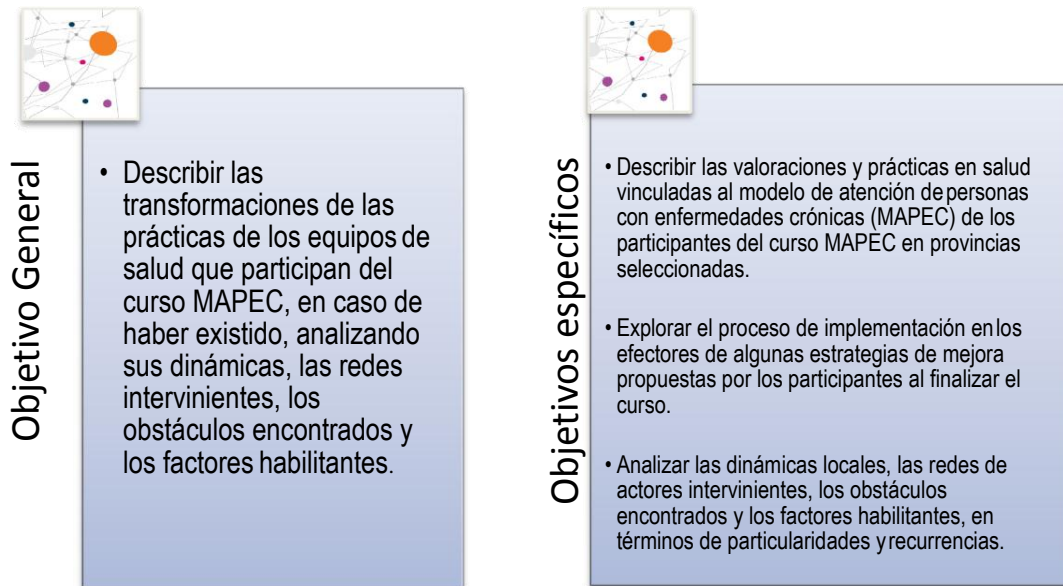 Objetivo General
• Describir las
transformaciones de las
prácticas de los equipos de
salud que participan del
curso MAPEC, en caso de
haber existido, analizando
sus dinámicas, las redes
intervinientes, los
obstáculos encontrados y
los factores habilitantes.
Objetivos específicos
• Describir las valoraciones y prácticas en salud
vinculadas al modelo de atención de personas
con enfermedades crónicas (MAPEC) de los
participantes del curso MAPEC en provincias
seleccionadas.
• Explorar el proceso de implementación en los
efectores de algunas estrategias de mejora
propuestas por los participantes al finalizar el
curso.
• Analizar las dinámicas locales, las redes de
actores intervinientes, los obstáculos
encontrados y los factores habilitantes, en
términos de particularidades y recurrencias.